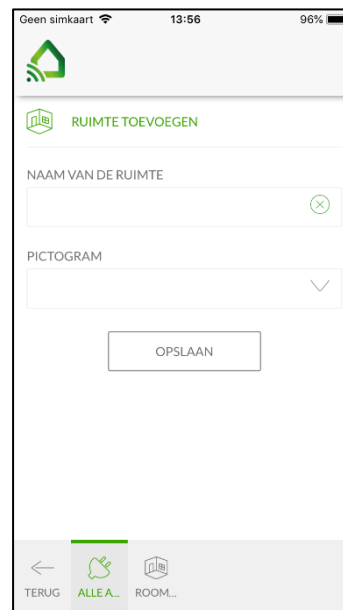 Geen simkaart 13:56 96%
RUIMTE TOEVOEGEN
NAAM VAN DE RUIMTE
PICTOGRAM
OPSLAAN
TERUG ALLE A... ROOM...